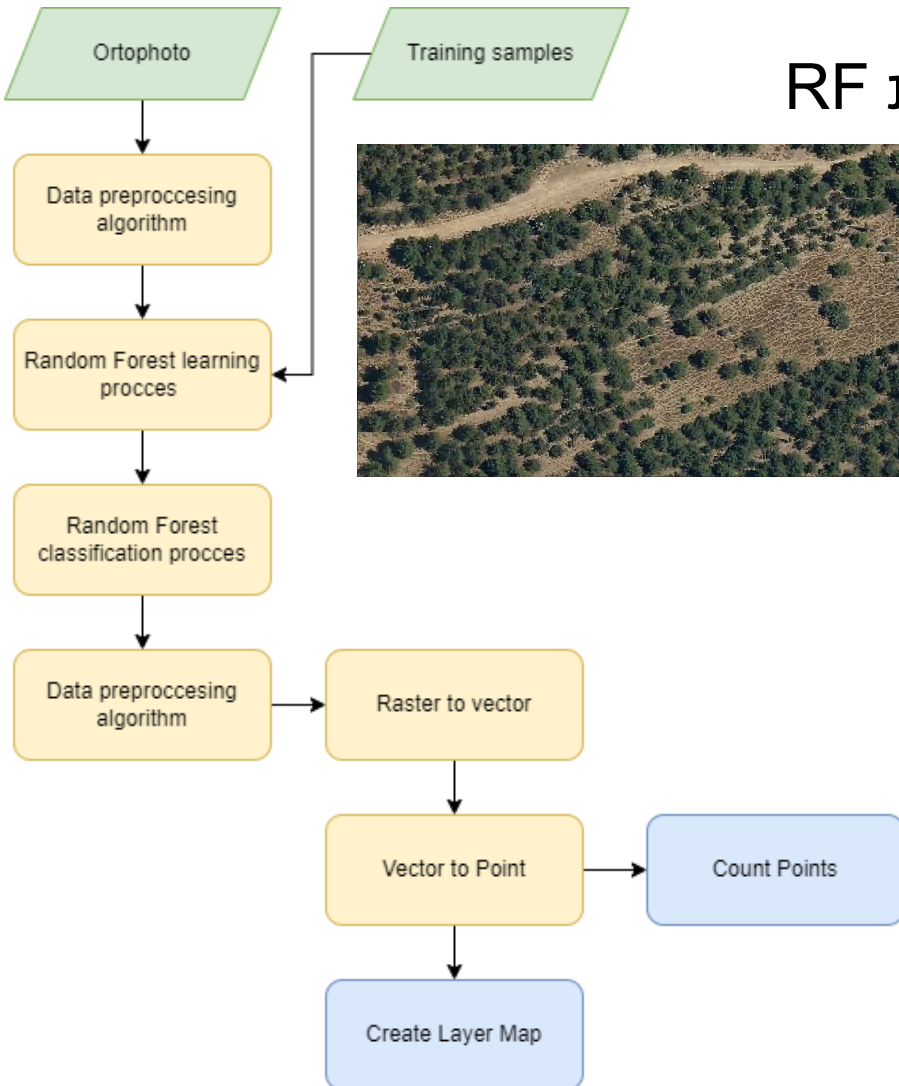 Ortophoto
Training samples
RF
Data preproccesing
algorithm
Random Forest learning
procces
Random Forest
classification procces
Data preproccesing
algorithm
Raster to vector
Vector to Point
Count Points
Create Layer Map